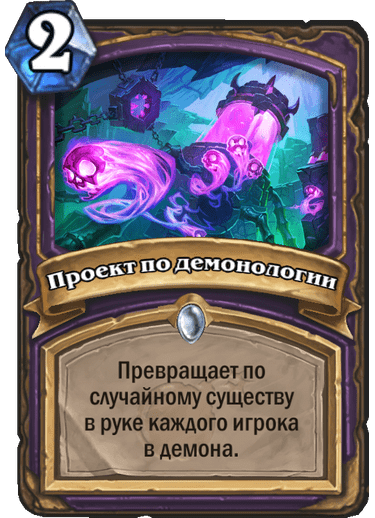 2
Проект по демонологии
Превращает по
случайному существу
в руке каждого игрока
в демона.